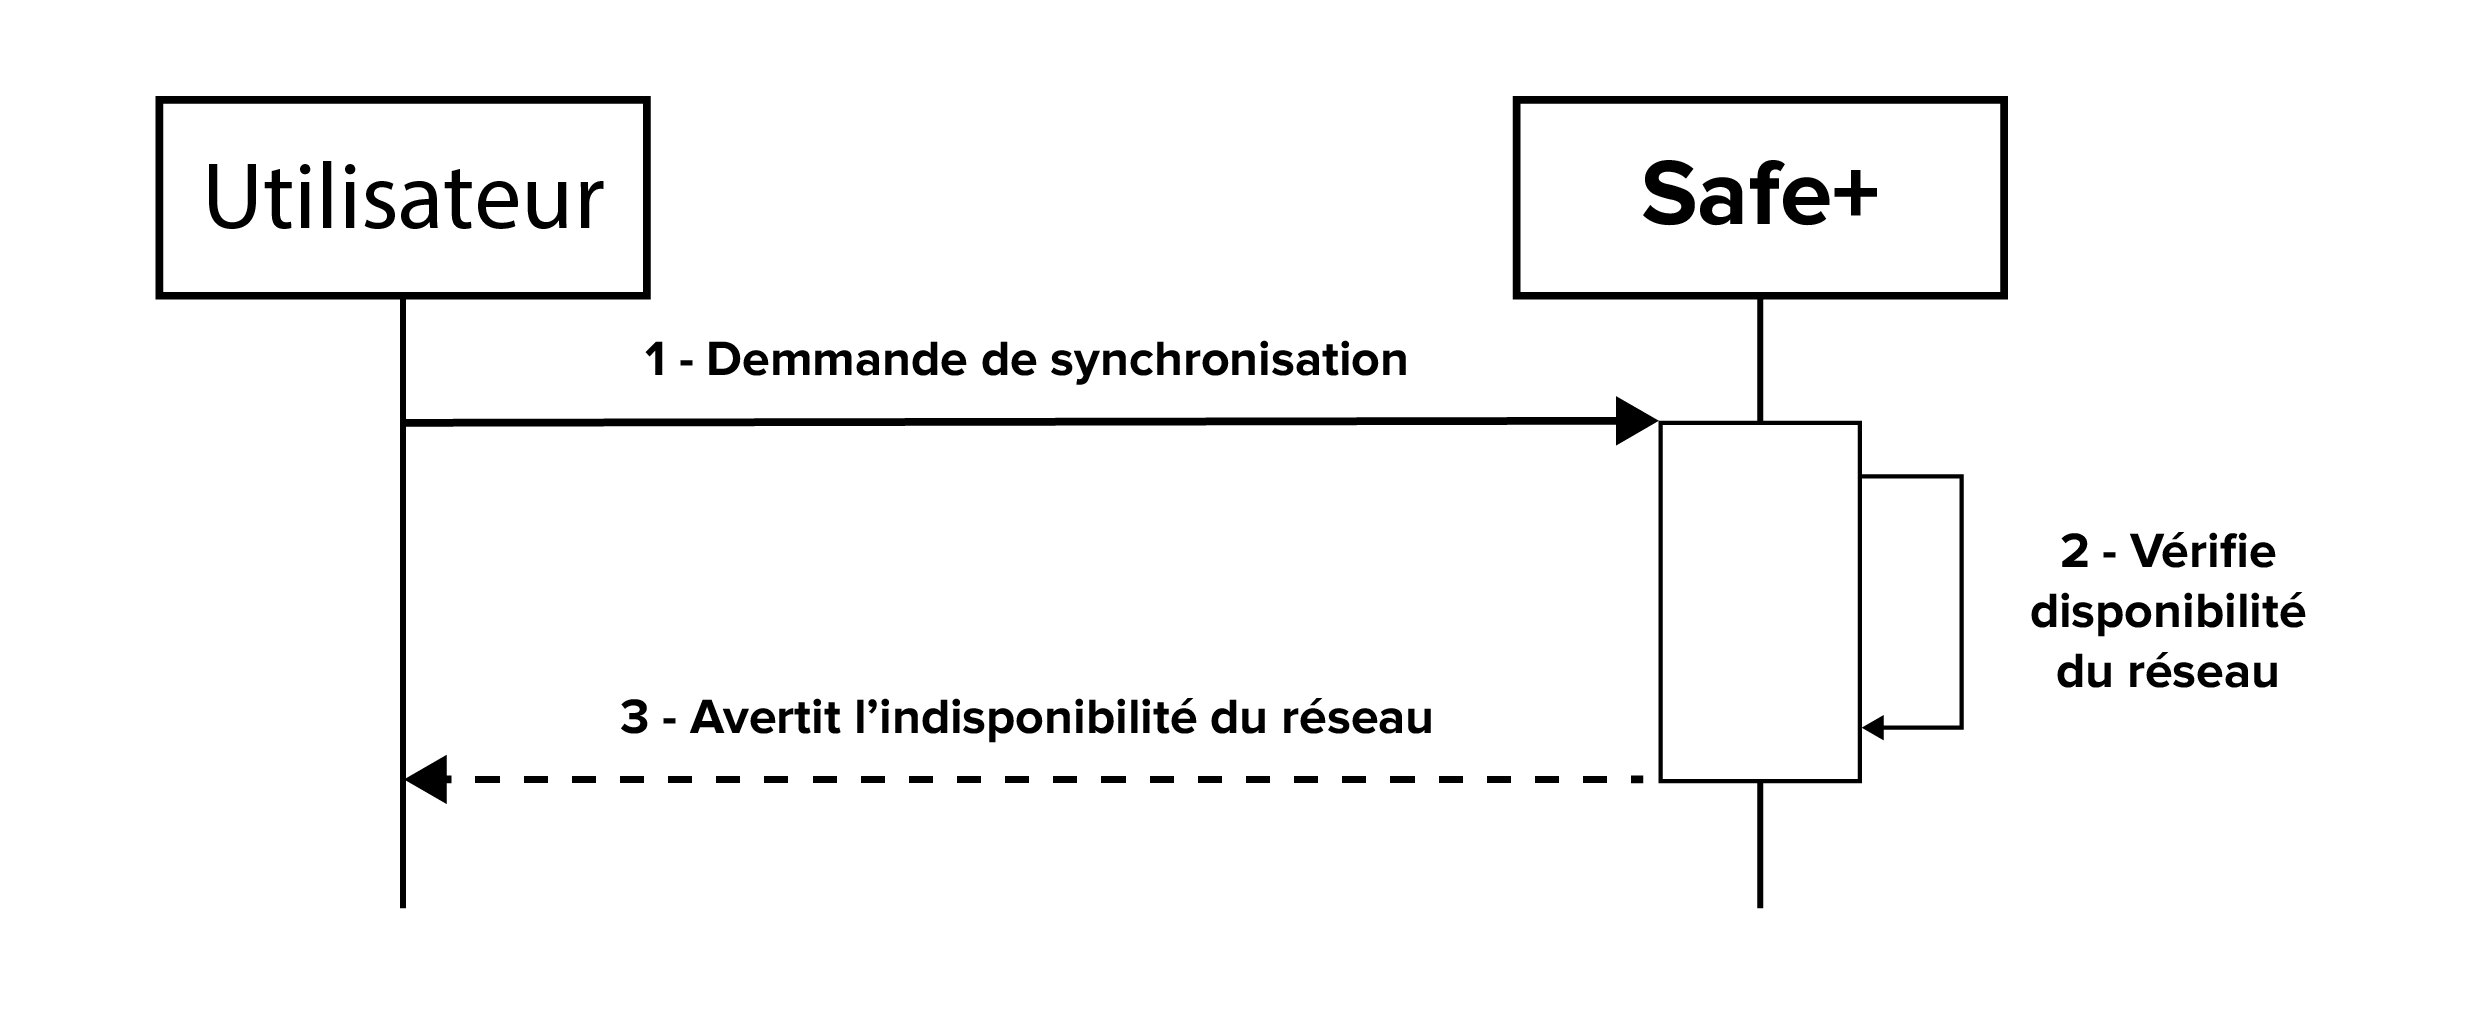 Utilisateur
Safe+
1 - Demmande de synchronisation
2 - Vérifie
disponibilité
du réseau
3 - Avertit l’indisponibilité du réseau